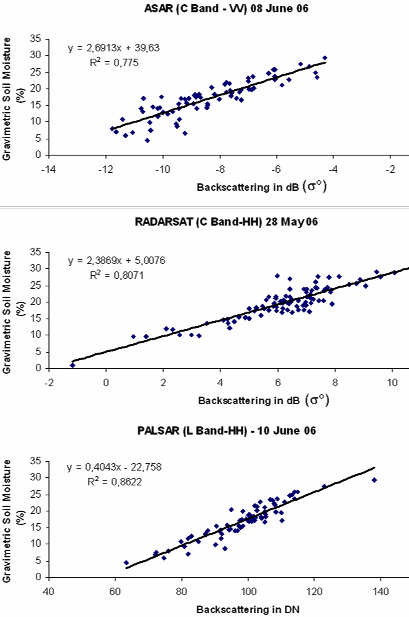 ASAR (C Band - VV) 08 June 06
Gravimetric Soil Moisture (%)
y = 2,6913x + 39,63
R² = 0,775
35
30
25
20
15
10
5
0
-14 -12 -10 -8 -6 -4 -2
Backscattering in dB (σ°)
RADARSAT (C Band-HH) 28 May 06
Gravimetric Soil Moisture (%)
y = 2,3869x + 5,0076
R² = 0,8071
35
30
25
20
15
10
5
0
-2 0 2 4 6 8 10
Backscattering in dB (σ°)
PALSAR (L Band-HH) - 10 June 06
Gravimetric Soil Moisture (%)
y = 0,4043x - 22,758
R² = 0,8622
35
30
25
20
15
10
5
0
40 60 80 100 120 140
Backscattering in DN